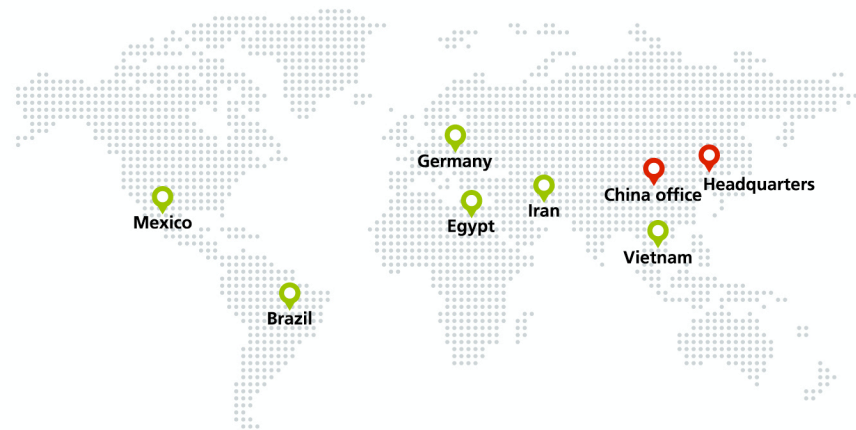 Germany
China office
Headquarters
Iran
Mexico
Egypt
Vietnam
Brazil